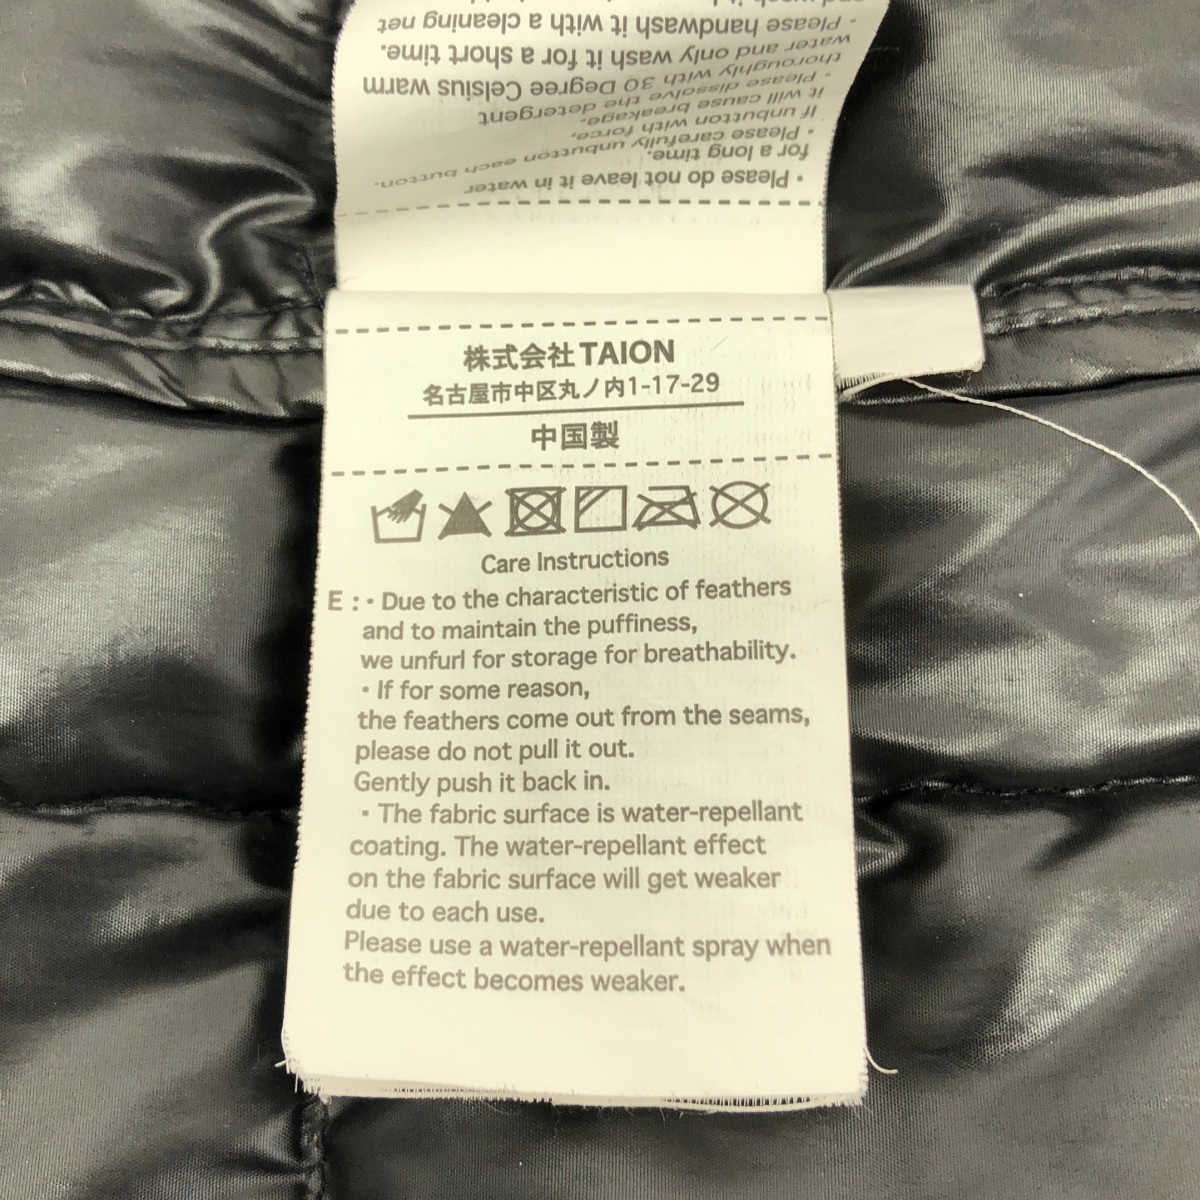 株式会社TAION
名古屋市中区丸ノ内1-17-29
中国製
Care Instructions
E : ・Due to the characteristic of feathers
and to maintain the puffiness,
we unfurl for storage for breathability.
・If for some reason,
the feathers come out from the seams,
please do not pull it out.
Gently push it back in.
・The fabric surface is water-repellant
coating. The water-repellant effect
on the fabric surface will get weaker
due to each use.
Please use a water-repellant spray when
the effect becomes weaker.
・Please do not leave it in water
for a long time.
・Please carefully unbutton each button.
If unbutton with force,
it will cause breakage.
・Please dissolve the detergent
thoroughly with 30 Degree Celsius warm
water and only wash it for a short time.
・Please handwash it with a cleaning net